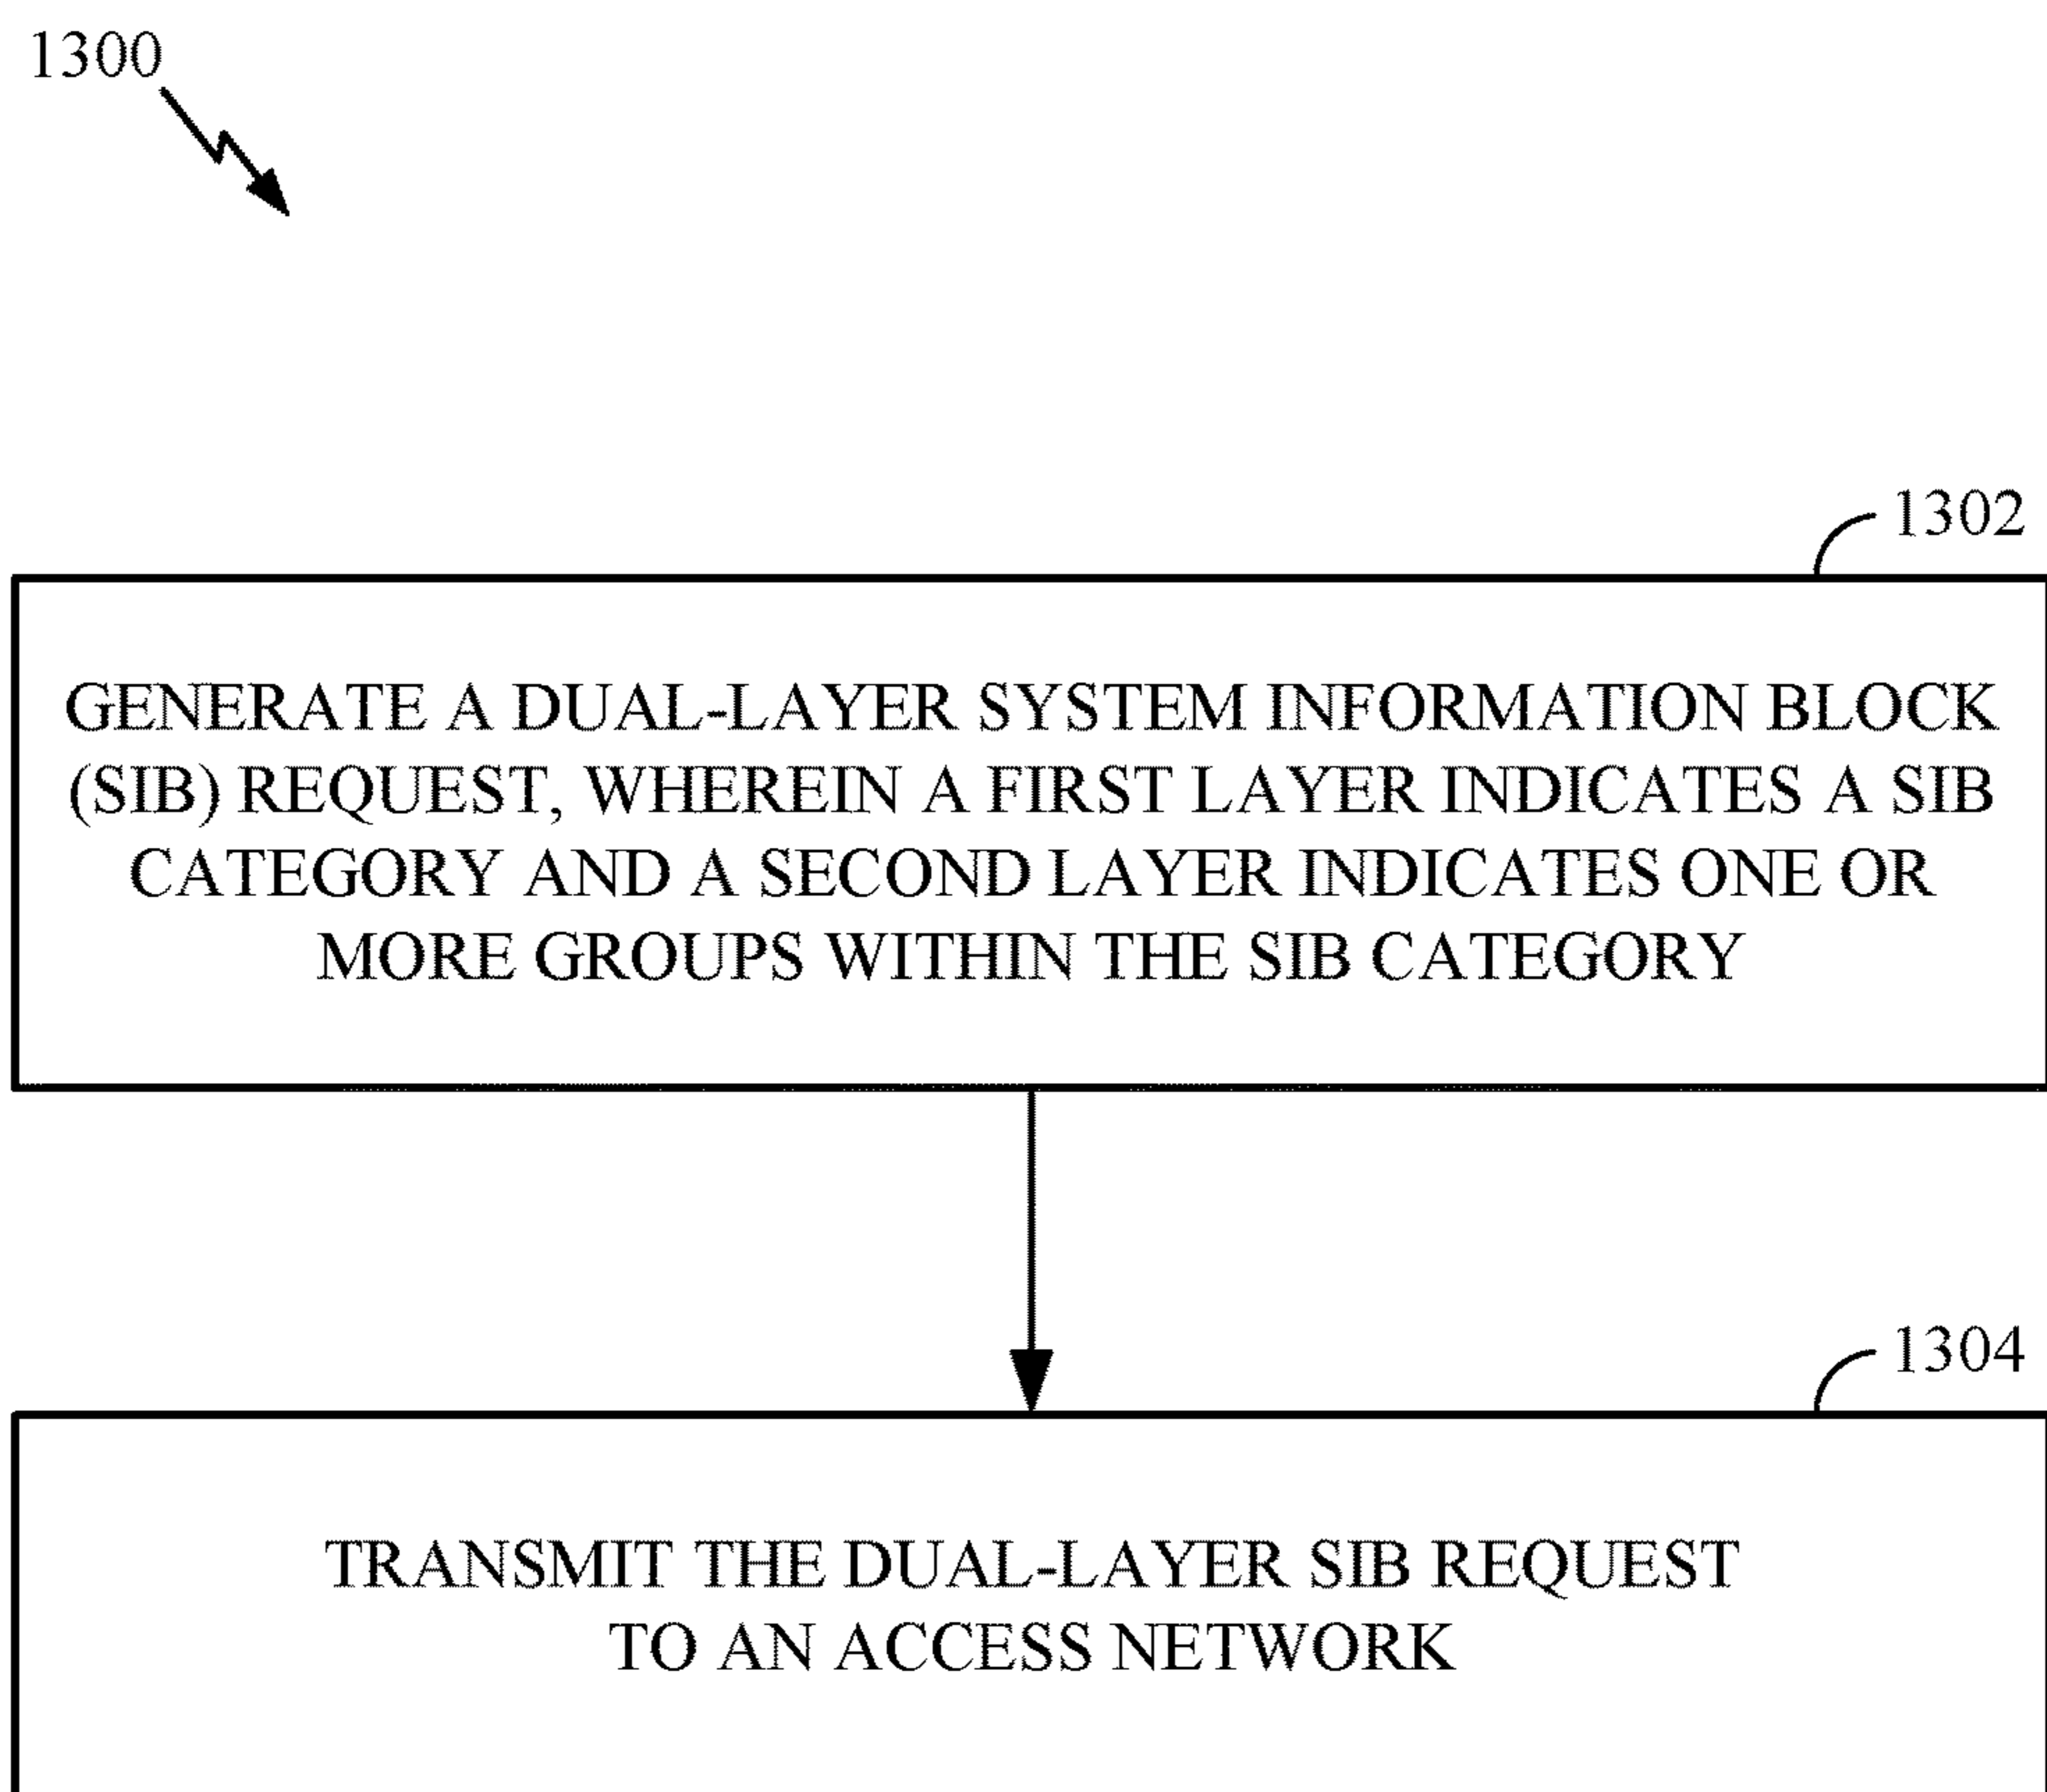 1300
1302
GENERATE A DUAL-LAYER SYSTEM INFORMATION BLOCK
(SIB) REQUEST, WHEREIN A FIRST LAYER INDICATES A SIB
CATEGORY AND A SECOND LAYER INDICATES ONE OR
MORE GROUPS WITHIN THE SIB CATEGORY
1304
TRANSMIT THE DUAL-LAYER SIB REQUEST
TO AN ACCESS NETWORK